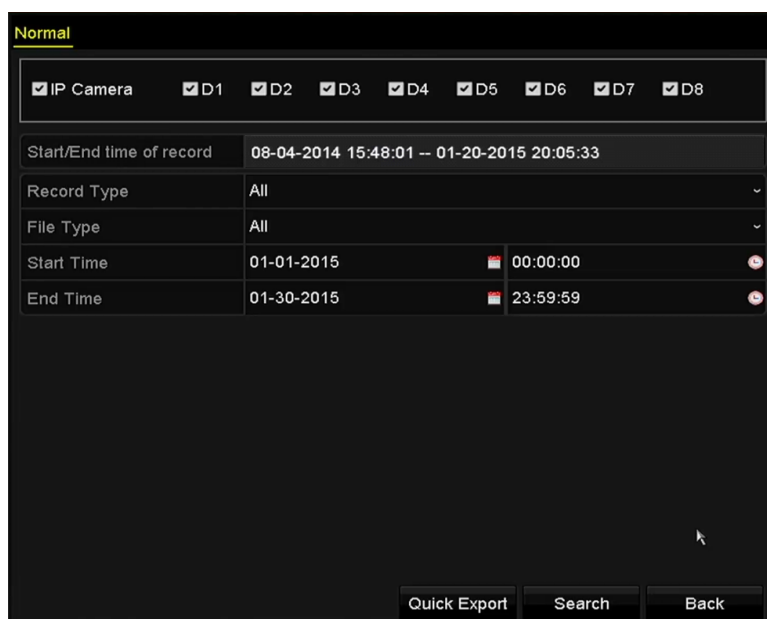 Normal
IP Camera D1 D2 D3 D4 D5 D6 D7 D8
Start/End time of record 08-04-2014 15:48:01 -- 01-20-2015 20:05:33
Record Type All
File Type All
Start Time 01-01-2015 00:00:00
End Time 01-30-2015 23:59:59
Quick Export Search Back